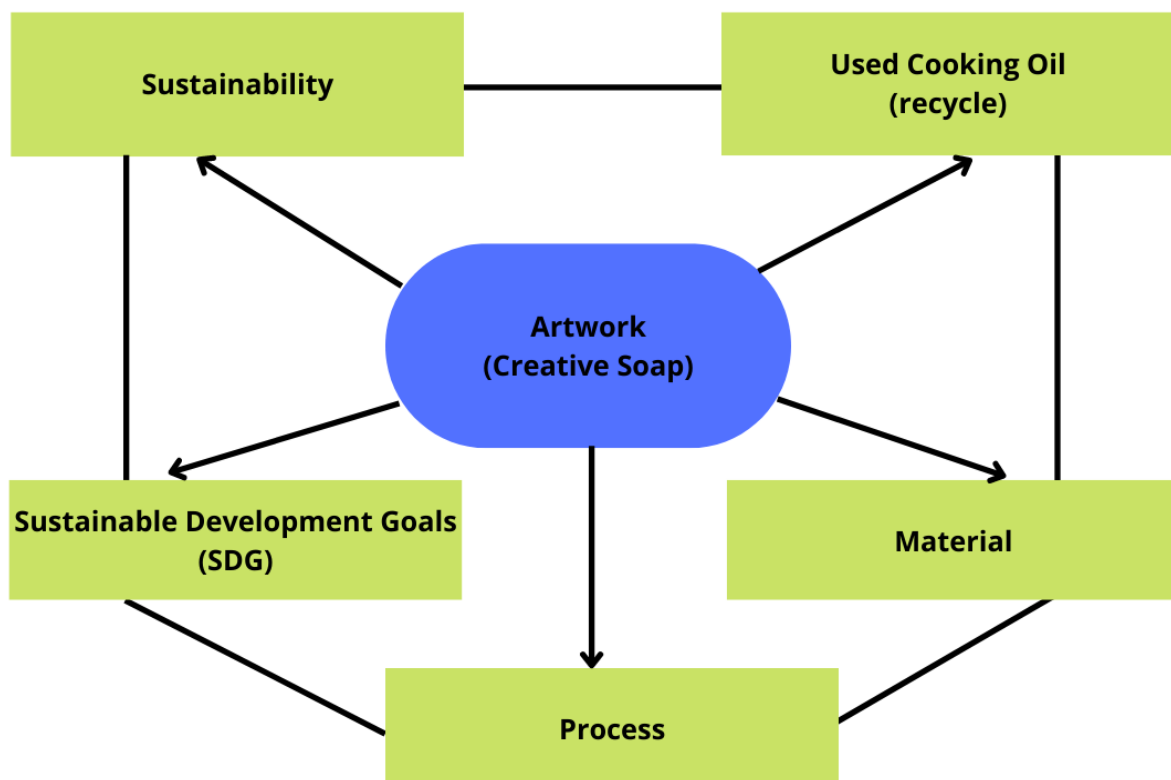 Sustainability
Used Cooking Oil
(recycle)
Artwork
(Creative Soap)
Sustainable Development Goals
(SDG)
Material
Process